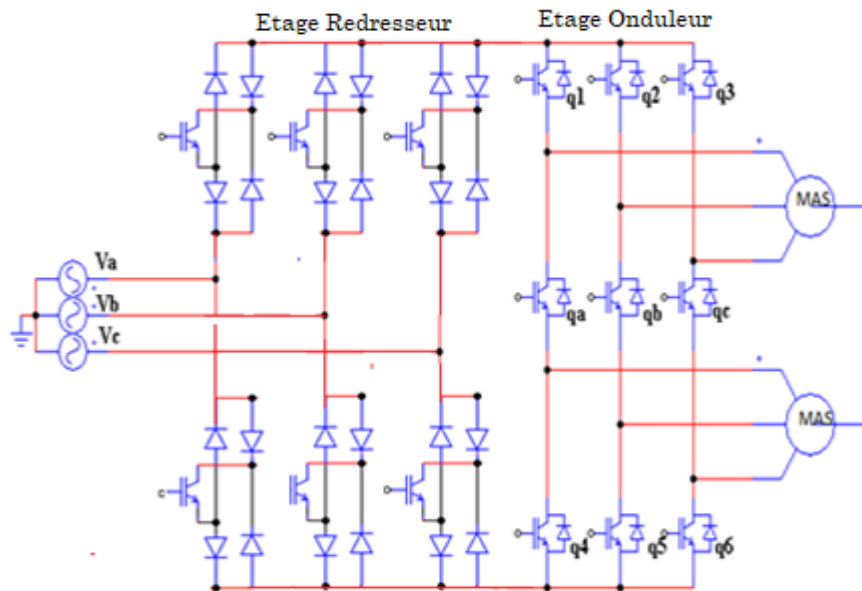 Etage Redresseur
Etage Onduleur
q1
q2
q3
MAS
Va
Vb
Vc
qa
qb
qc
MAS
q4
q5
q6